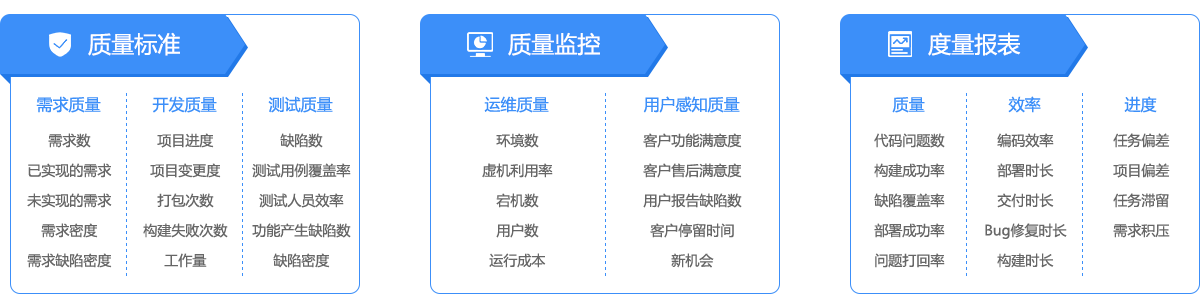 质量标准
需求质量
需求数
已实现的需求
未实现的需求
需求密度
需求缺陷密度
开发质量
项目进度
项目变更度
打包次数
构建失败次数
工作量
测试质量
缺陷数
测试用例覆盖率
测试人员效率
功能产生缺陷数
缺陷密度
质量监控
运维质量
环境数
虚机利用率
宕机数
用户数
运行成本
用户感知质量
客户功能满意度
客户售后满意度
用户报告缺陷数
客户停留时间
新机会
度量报表
质量
代码问题数
构建成功率
缺陷覆盖率
部署成功率
问题打回率
效率
编码效率
部署时长
交付时长
Bug修复时长
构建时长
进度
任务偏差
项目偏差
任务滞留
需求积压